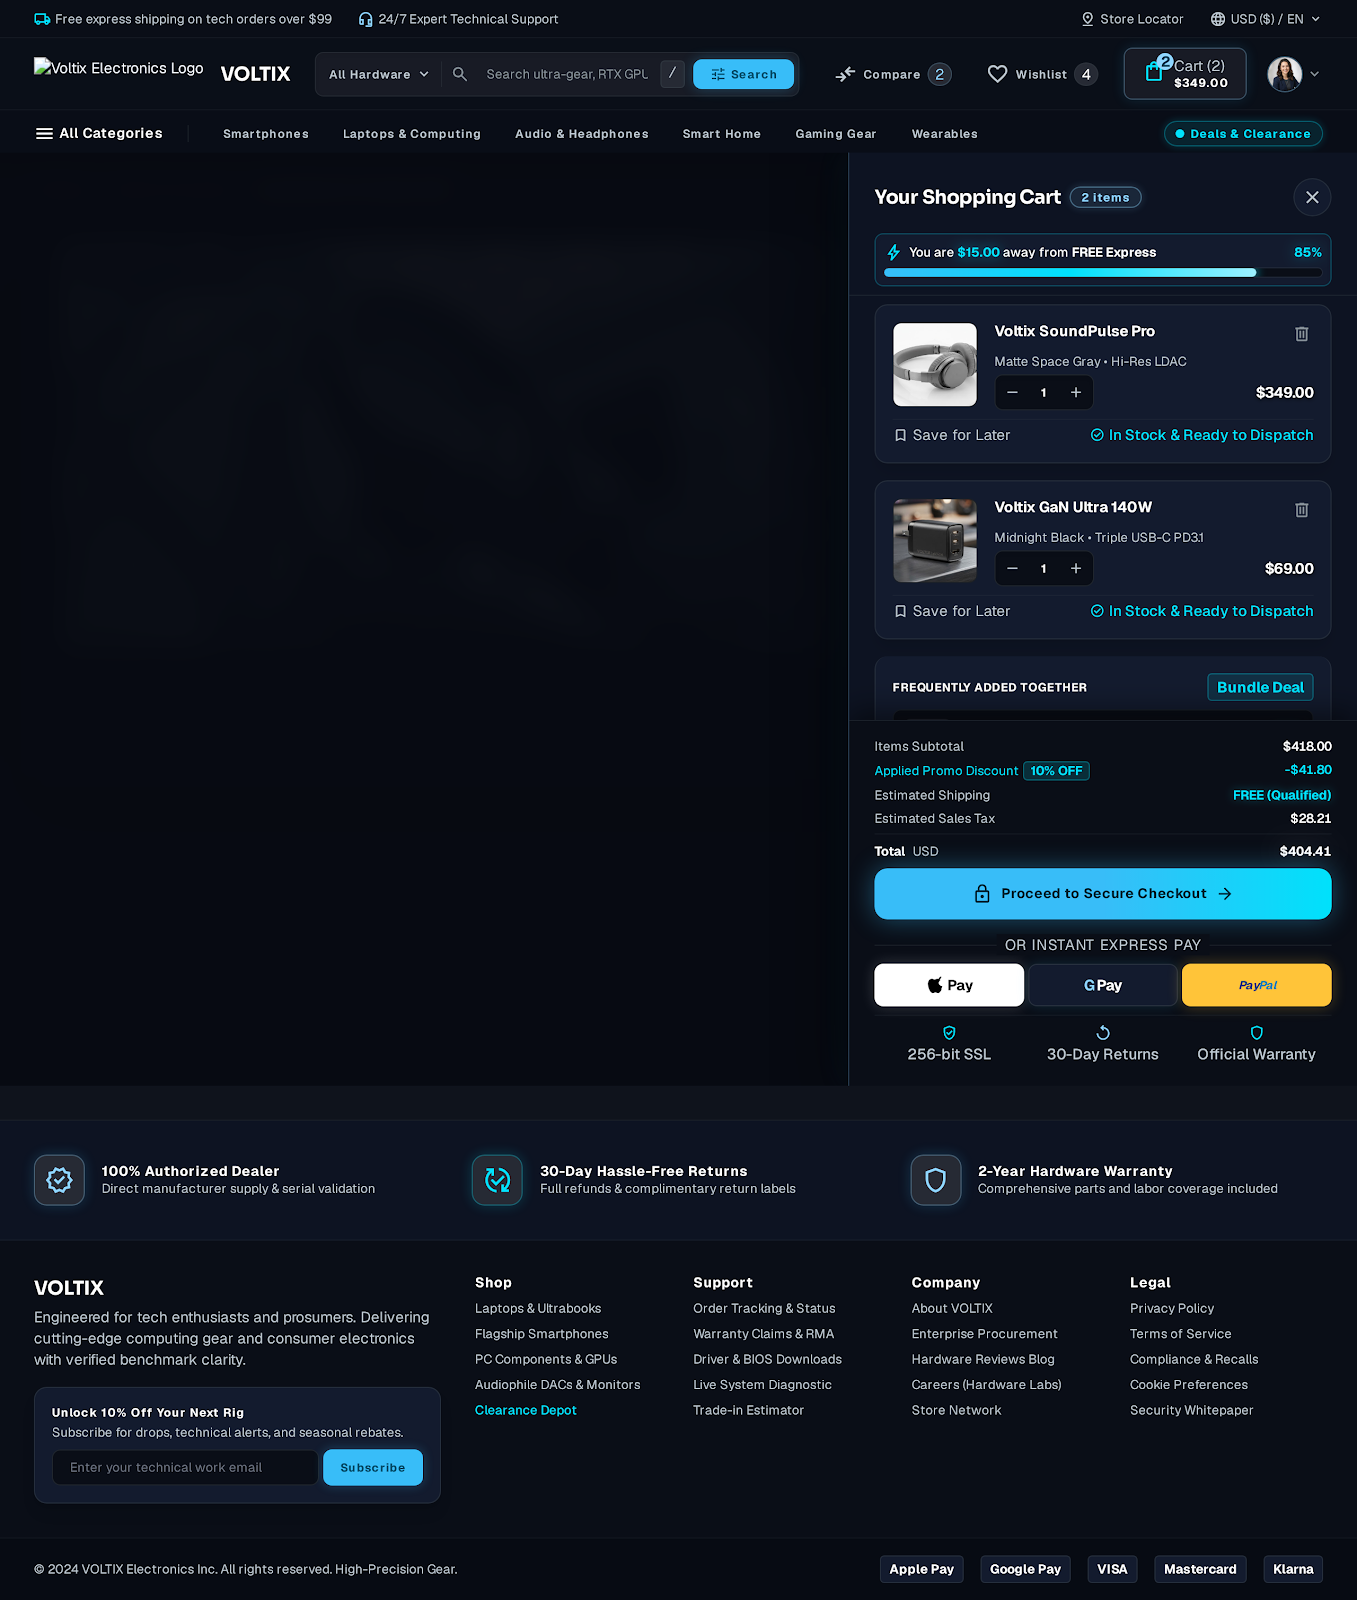 Free express shipping on tech orders over $99
24/7 Expert Technical Support
Store Locator
USD ($) / EN
Voltix Electronics Logo
VOLTIX
All Hardware
Search ultra-gear, RTX GPU
/
Search
Compare 2
Wishlist 4
2
Cart (2)
$349.00
All Categories
Smartphones
Laptops & Computing
Audio & Headphones
Smart Home
Gaming Gear
Wearables
Deals & Clearance
Your Shopping Cart
2 items
You are $15.00 away from FREE Express
85%
Voltix SoundPulse Pro
Matte Space Gray • Hi-Res LDAC
1
$349.00
Save for Later
In Stock & Ready to Dispatch
Voltix GaN Ultra 140W
Midnight Black • Triple USB-C PD3.1
1
$69.00
Save for Later
In Stock & Ready to Dispatch
FREQUENTLY ADDED TOGETHER
Bundle Deal
Items Subtotal
$418.00
Applied Promo Discount 10% OFF
-$41.80
Estimated Shipping
FREE (Qualified)
Estimated Sales Tax
$28.21
Total USD
$404.41
Proceed to Secure Checkout
OR INSTANT EXPRESS PAY
Pay
G Pay
PayPal
256-bit SSL
30-Day Returns
Official Warranty
100% Authorized Dealer
Direct manufacturer supply & serial validation
30-Day Hassle-Free Returns
Full refunds & complimentary return labels
2-Year Hardware Warranty
Comprehensive parts and labor coverage included
VOLTIX
Engineered for tech enthusiasts and prosumers. Delivering
cutting-edge computing gear and consumer electronics
with verified benchmark clarity.
Unlock 10% Off Your Next Rig
Subscribe for drops, technical alerts, and seasonal rebates.
Enter your technical work email
Subscribe
Shop
Laptops & Ultrabooks
Flagship Smartphones
PC Components & GPUs
Audiophile DACs & Monitors
Clearance Depot
Support
Order Tracking & Status
Warranty Claims & RMA
Driver & BIOS Downloads
Live System Diagnostic
Trade-in Estimator
Company
About VOLTIX
Enterprise Procurement
Hardware Reviews Blog
Careers (Hardware Labs)
Store Network
Legal
Privacy Policy
Terms of Service
Compliance & Recalls
Cookie Preferences
Security Whitepaper
© 2024 VOLTIX Electronics Inc. All rights reserved. High-Precision Gear.
Apple Pay
Google Pay
VISA
Mastercard
Klarna